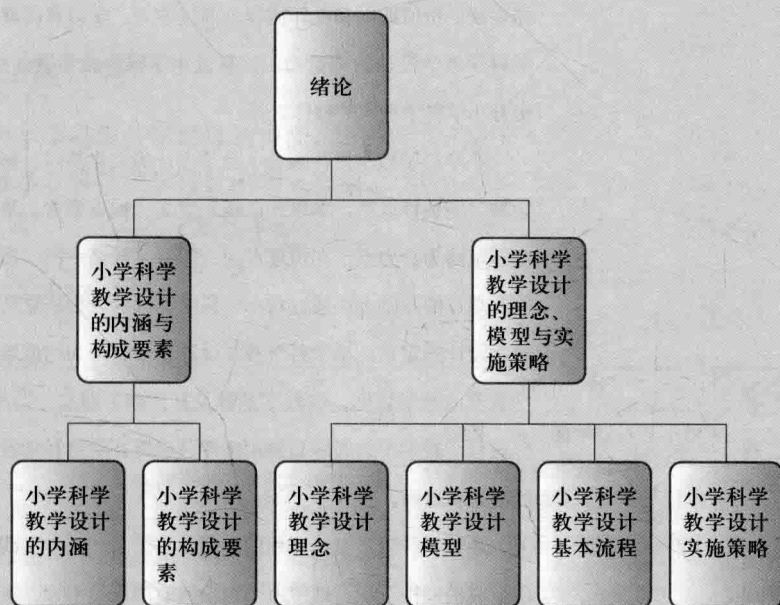 绪论
小学科学
教学设计
的内涵与
构成要素
小学科学
教学设计
的理念、
模型与实
施策略
小学科学
教学设计
的内涵
小学科学
教学设计
的构成要
素
小学科学
教学设计
理念
小学科学
教学设计
模型
小学科学
教学设计
基本流程
小学科学
教学设计
实施策略